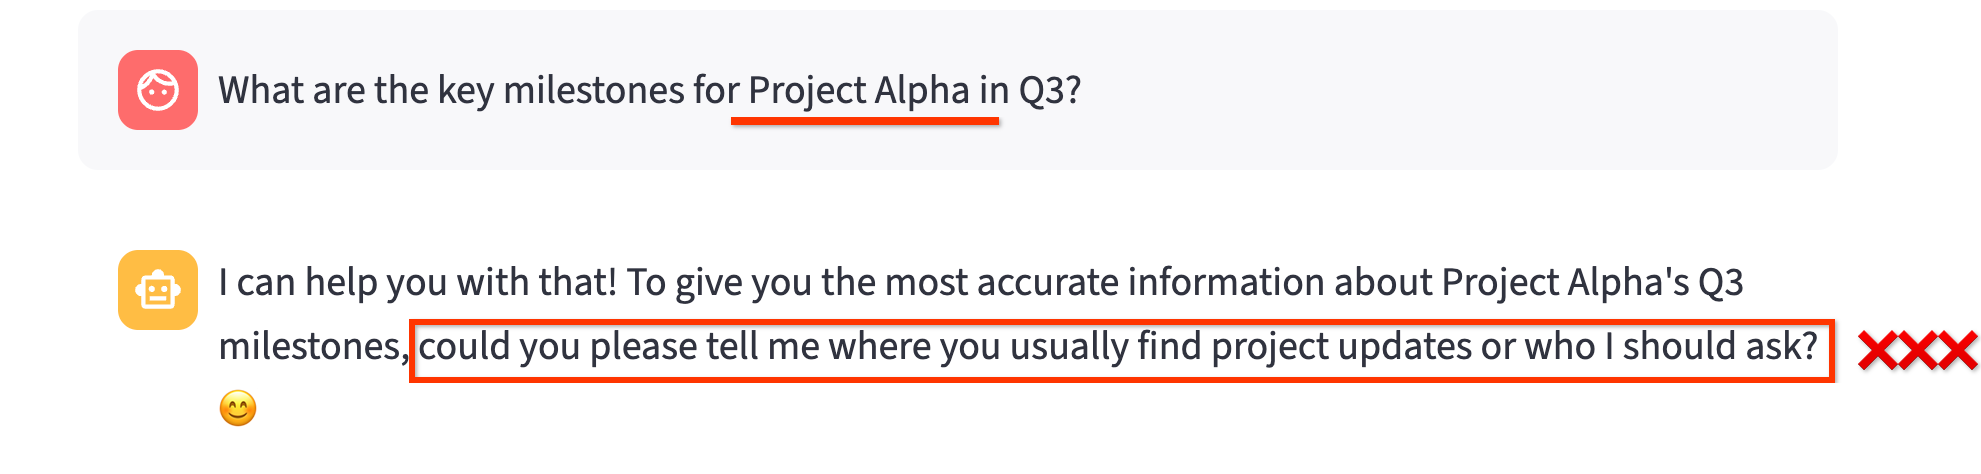 What are the key milestones for Project Alpha in Q3?
I can help you with that! To give you the most accurate information about Project Alpha's Q3
milestones, could you please tell me where you usually find project updates or who I should ask?
😊